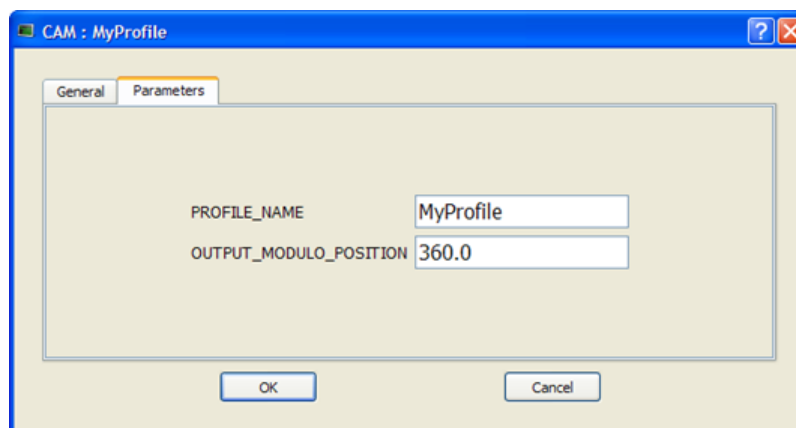 CAM : MyProfile
General Parameters
PROFILE_NAME MyProfile
OUTPUT_MODULO_POSITION 360.0
OK Cancel